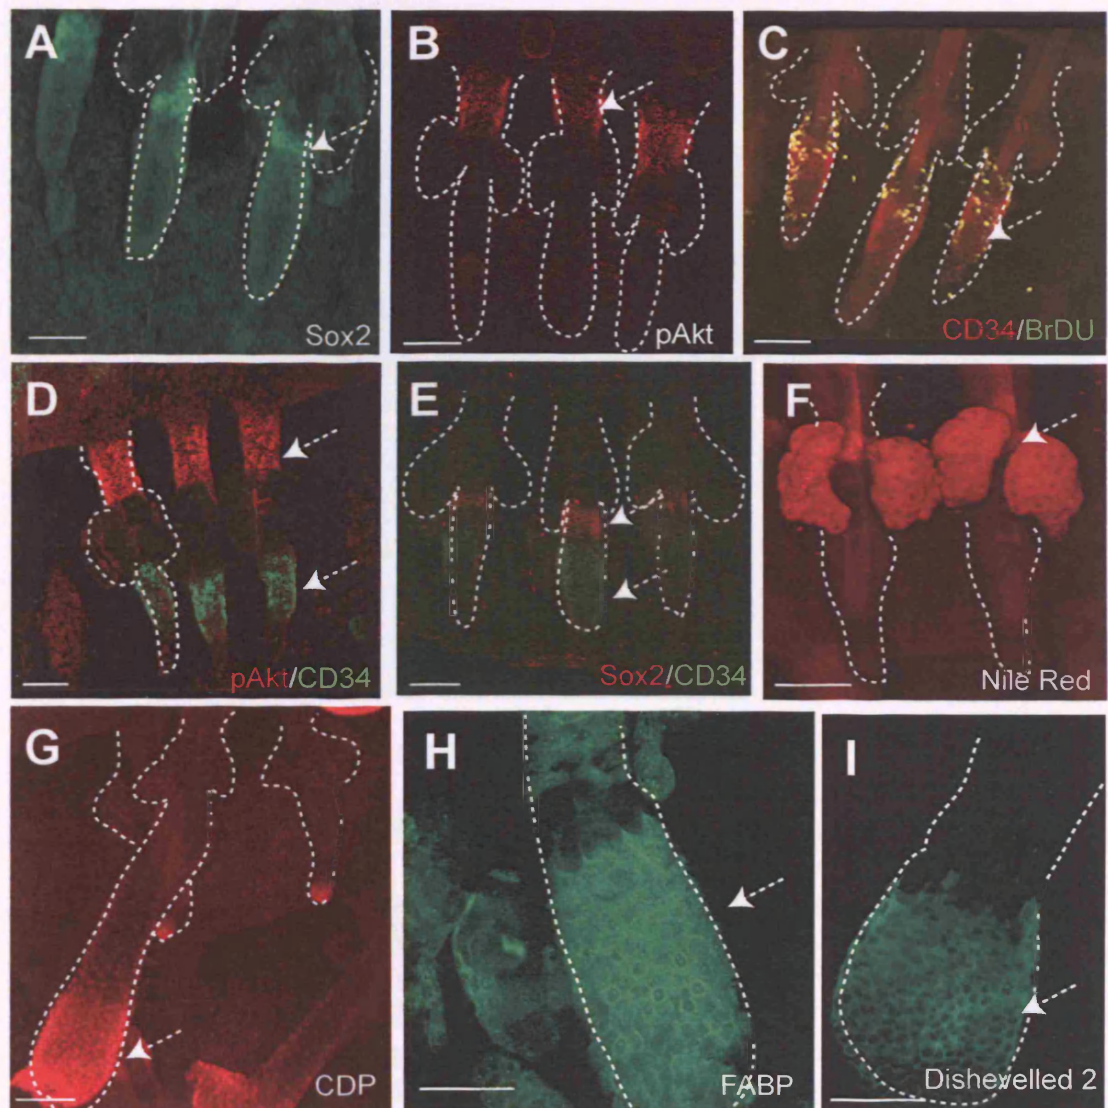 A
Sox2
B
pAkt
C
CD34/BrDU
D
pAkt/CD34
E
Sox2/CD34
F
Nile Red
G
CDP
H
FABP
I
Dishevelled 2